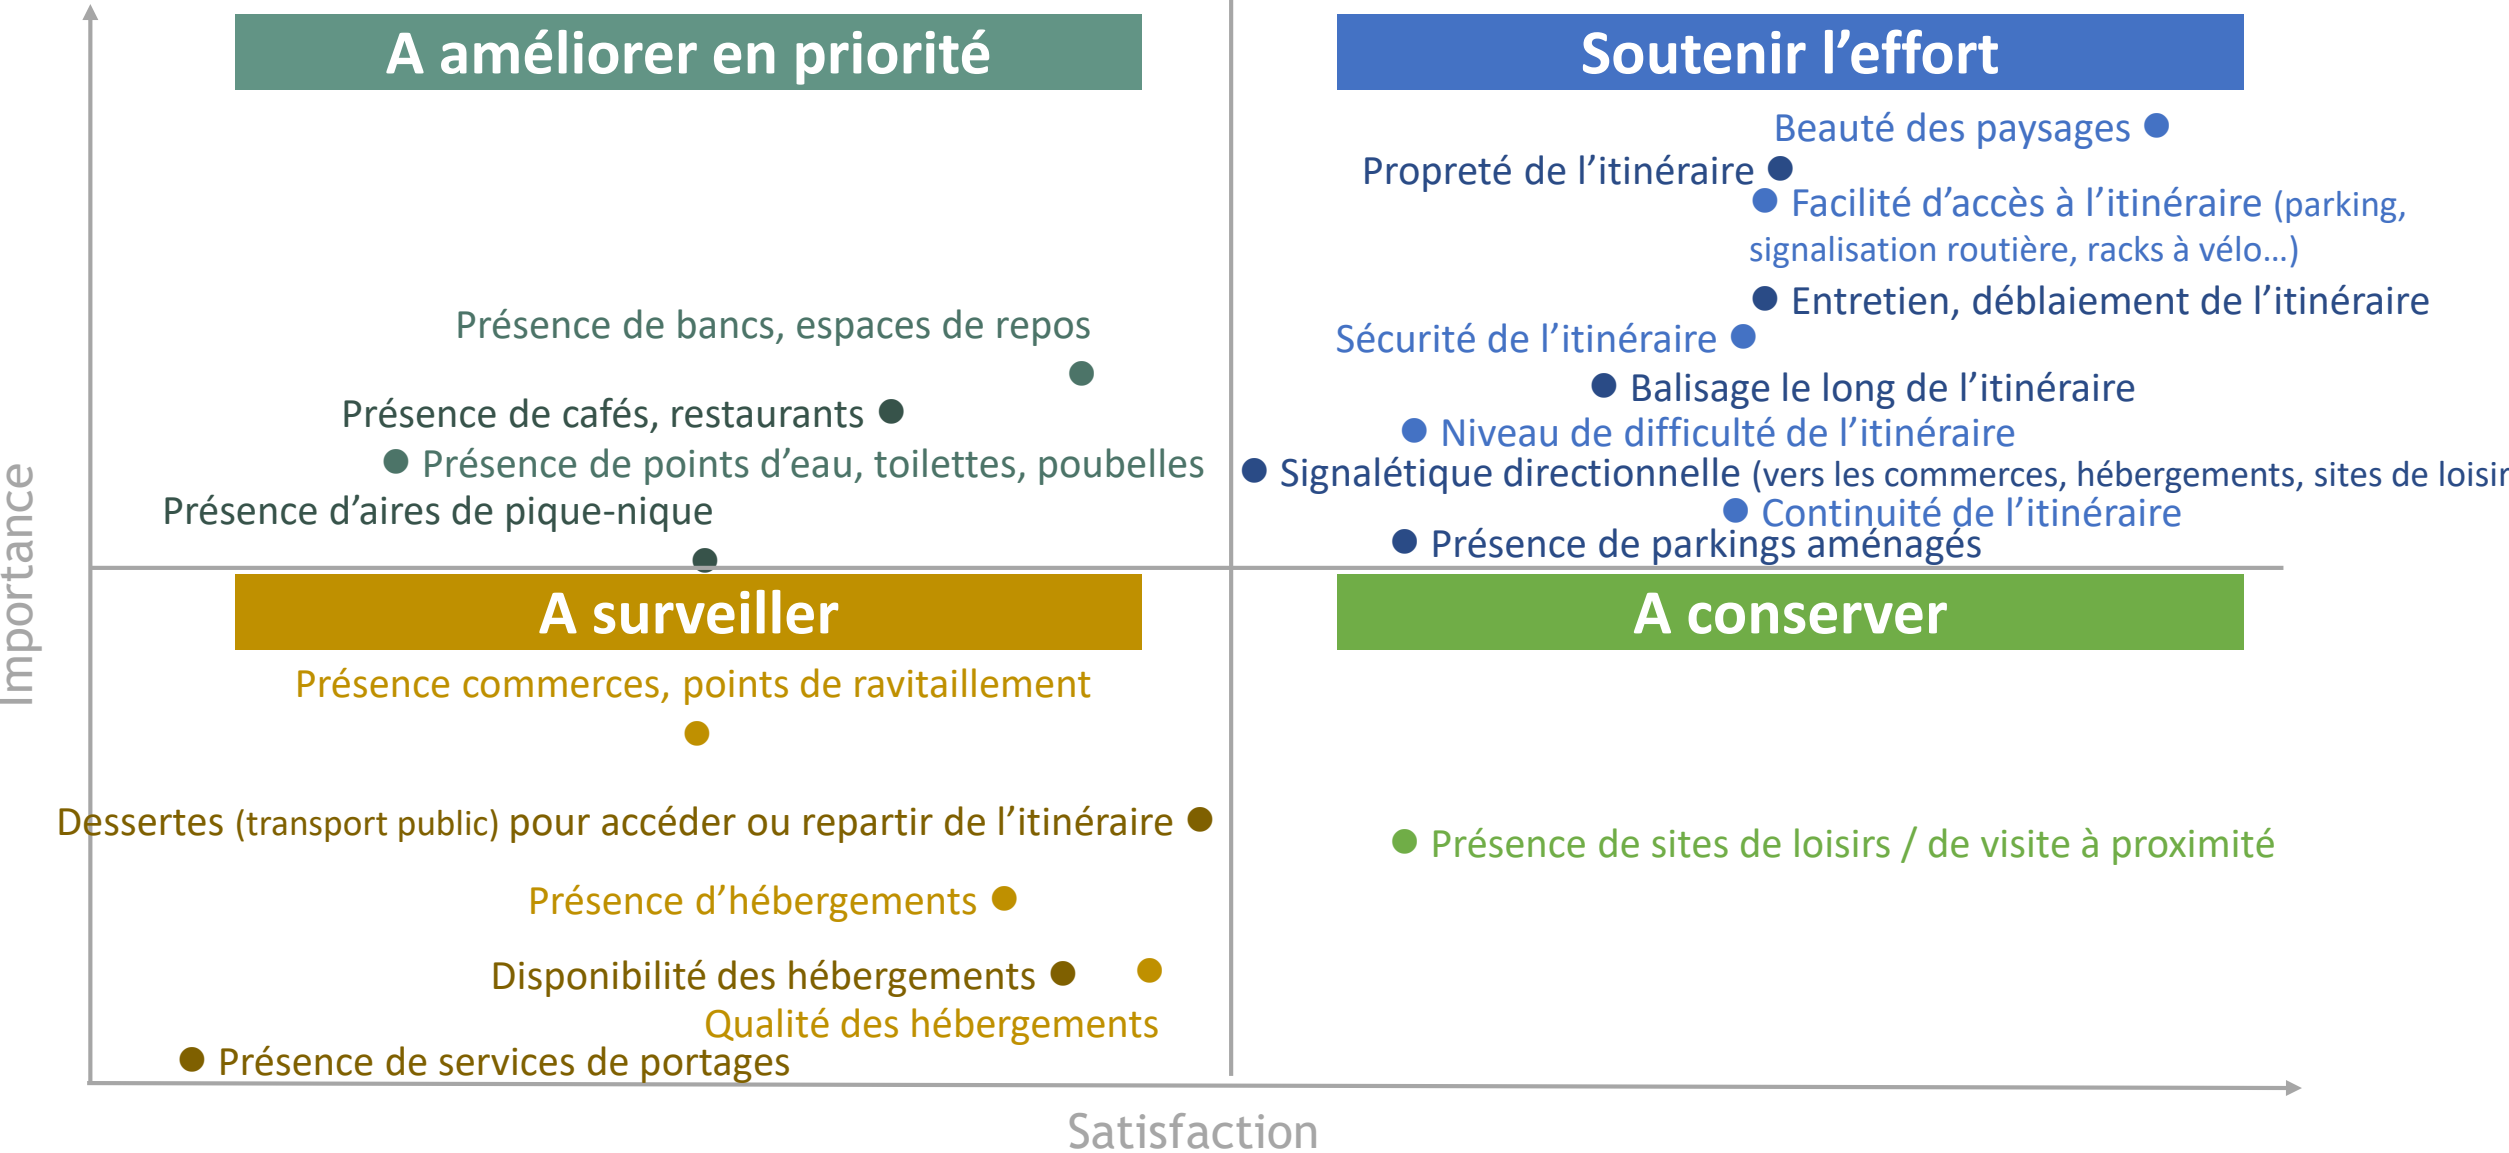 A améliorer en priorité
Présence de bancs, espaces de repos
Présence de cafés, restaurants
Présence de points d’eau, toilettes, poubelles
Présence d’aires de pique-nique
Soutenir l’effort
Beauté des paysages
Propreté de l’itinéraire
Facilité d’accès à l’itinéraire (parking,
signalisation routière, racks à vélo…)
Entretien, déblaiement de l’itinéraire
Sécurité de l’itinéraire
Balisage le long de l’itinéraire
Niveau de difficulté de l’itinéraire
Signalétique directionnelle (vers les commerces, hébergements, sites de loisir
Continuité de l’itinéraire
Présence de parkings aménagés
Importance
A surveiller
Présence commerces, points de ravitaillement
Dessertes (transport public) pour accéder ou repartir de l’itinéraire
Présence d’hébergements
Disponibilité des hébergements
Qualité des hébergements
Présence de services de portages
A conserver
Présence de sites de loisirs / de visite à proximité
Satisfaction